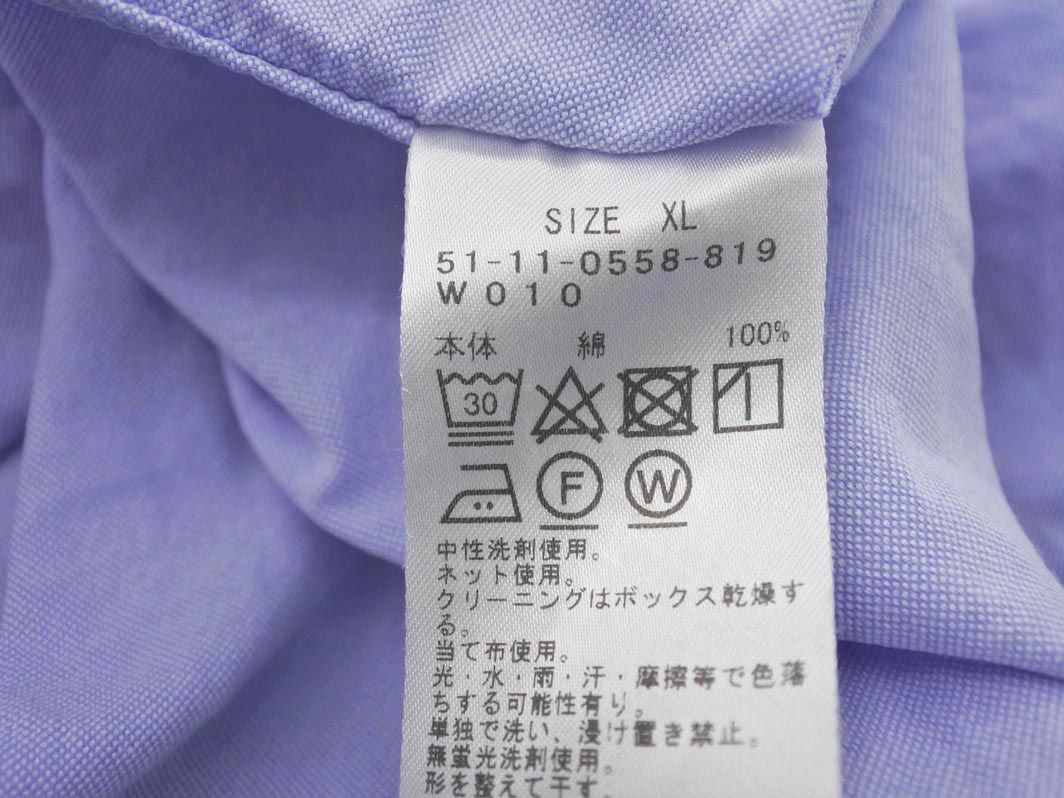 SIZE XL
51-11-0558-819
W010
本体 綿 100%
30
F W
中性洗剤使用。
ネット使用。
クリーニングはボックス乾燥す
る。
当て布使用。
光・水・雨・汗・摩擦等で色落
ちする可能性有り。
単独で洗い、浸け置き禁止。
無蛍光洗剤使用。
形を整えて干す。